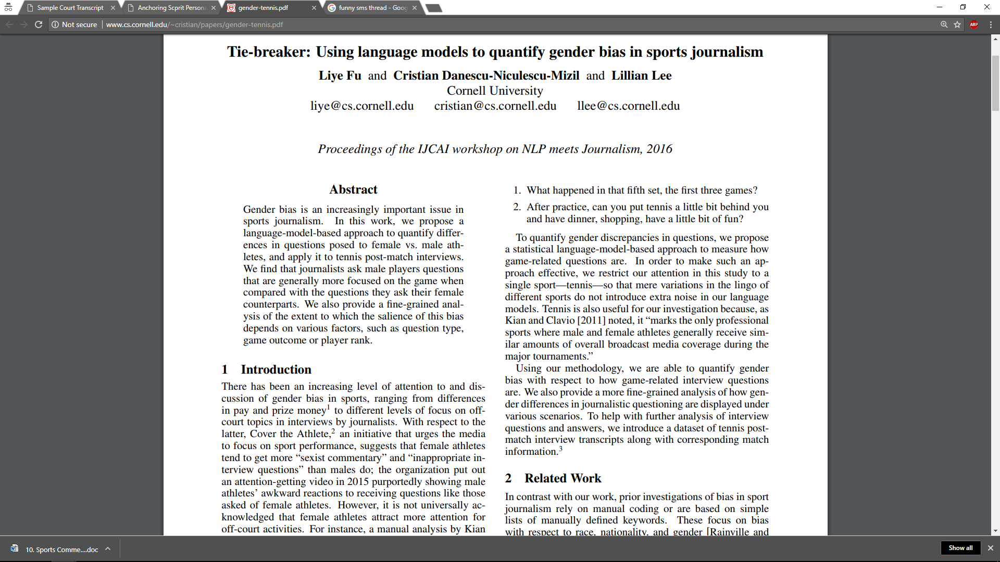 Sample Court Transcript
Anchoring Scprit Persona
gender-tennis.pdf
funny sms thread - Goog
Not secure
www.cs.cornell.edu/~cristian/papers/gender-tennis.pdf
ABP
Tie-breaker: Using language models to quantify gender bias in sports journalism
Liye Fu and Cristian Danescu-Niculescu-Mizil and Lillian Lee
Cornell University
liye@cs.cornell.edu cristian@cs.cornell.edu llee@cs.cornell.edu
Proceedings of the IJCAI workshop on NLP meets Journalism, 2016
Abstract
Gender bias is an increasingly important issue in
sports journalism. In this work, we propose a
language-model-based approach to quantify differ-
ences in questions posed to female vs. male ath-
letes, and apply it to tennis post-match interviews.
We find that journalists ask male players questions
that are generally more focused on the game when
compared with the questions they ask their female
counterparts. We also provide a fine-grained anal-
ysis of the extent to which the salience of this bias
depends on various factors, such as question type,
game outcome or player rank.
1 Introduction
There has been an increasing level of attention to and dis-
cussion of gender bias in sports, ranging from differences
in pay and prize money1 to different levels of focus on off-
court topics in interviews by journalists. With respect to the
latter, Cover the Athlete,2 an initiative that urges the media
to focus on sport performance, suggests that female athletes
tend to get more “sexist commentary” and “inappropriate in-
terview questions” than males do; the organization put out
an attention-getting video in 2015 purportedly showing male
athletes’ awkward reactions to receiving questions like those
asked of female athletes. However, it is not universally ac-
knowledged that female athletes attract more attention for
off-court activities. For instance, a manual analysis by Kian
1. What happened in that fifth set, the first three games?
2. After practice, can you put tennis a little bit behind you
and have dinner, shopping, have a little bit of fun?
To quantify gender discrepancies in questions, we propose
a statistical language-model-based approach to measure how
game-related questions are. In order to make such an ap-
proach effective, we restrict our attention in this study to a
single sport—tennis—so that mere variations in the lingo of
different sports do not introduce extra noise in our language
models. Tennis is also useful for our investigation because, as
Kian and Clavio [2011] noted, it “marks the only professional
sports where male and female athletes generally receive sim-
ilar amounts of overall broadcast media coverage during the
major tournaments.”
Using our methodology, we are able to quantify gender
bias with respect to how game-related interview questions
are. We also provide a more fine-grained analysis of how gen-
der differences in journalistic questioning are displayed under
various scenarios. To help with further analysis of interview
questions and answers, we introduce a dataset of tennis post-
match interview transcripts along with corresponding match
information.3
2 Related Work
In contrast with our work, prior investigations of bias in sport
journalism rely on manual coding or are based on simple
lists of manually defined keywords. These focus on bias
with respect to race, nationality, and gender [Rainville and
10. Sports Comme....doc
Show all